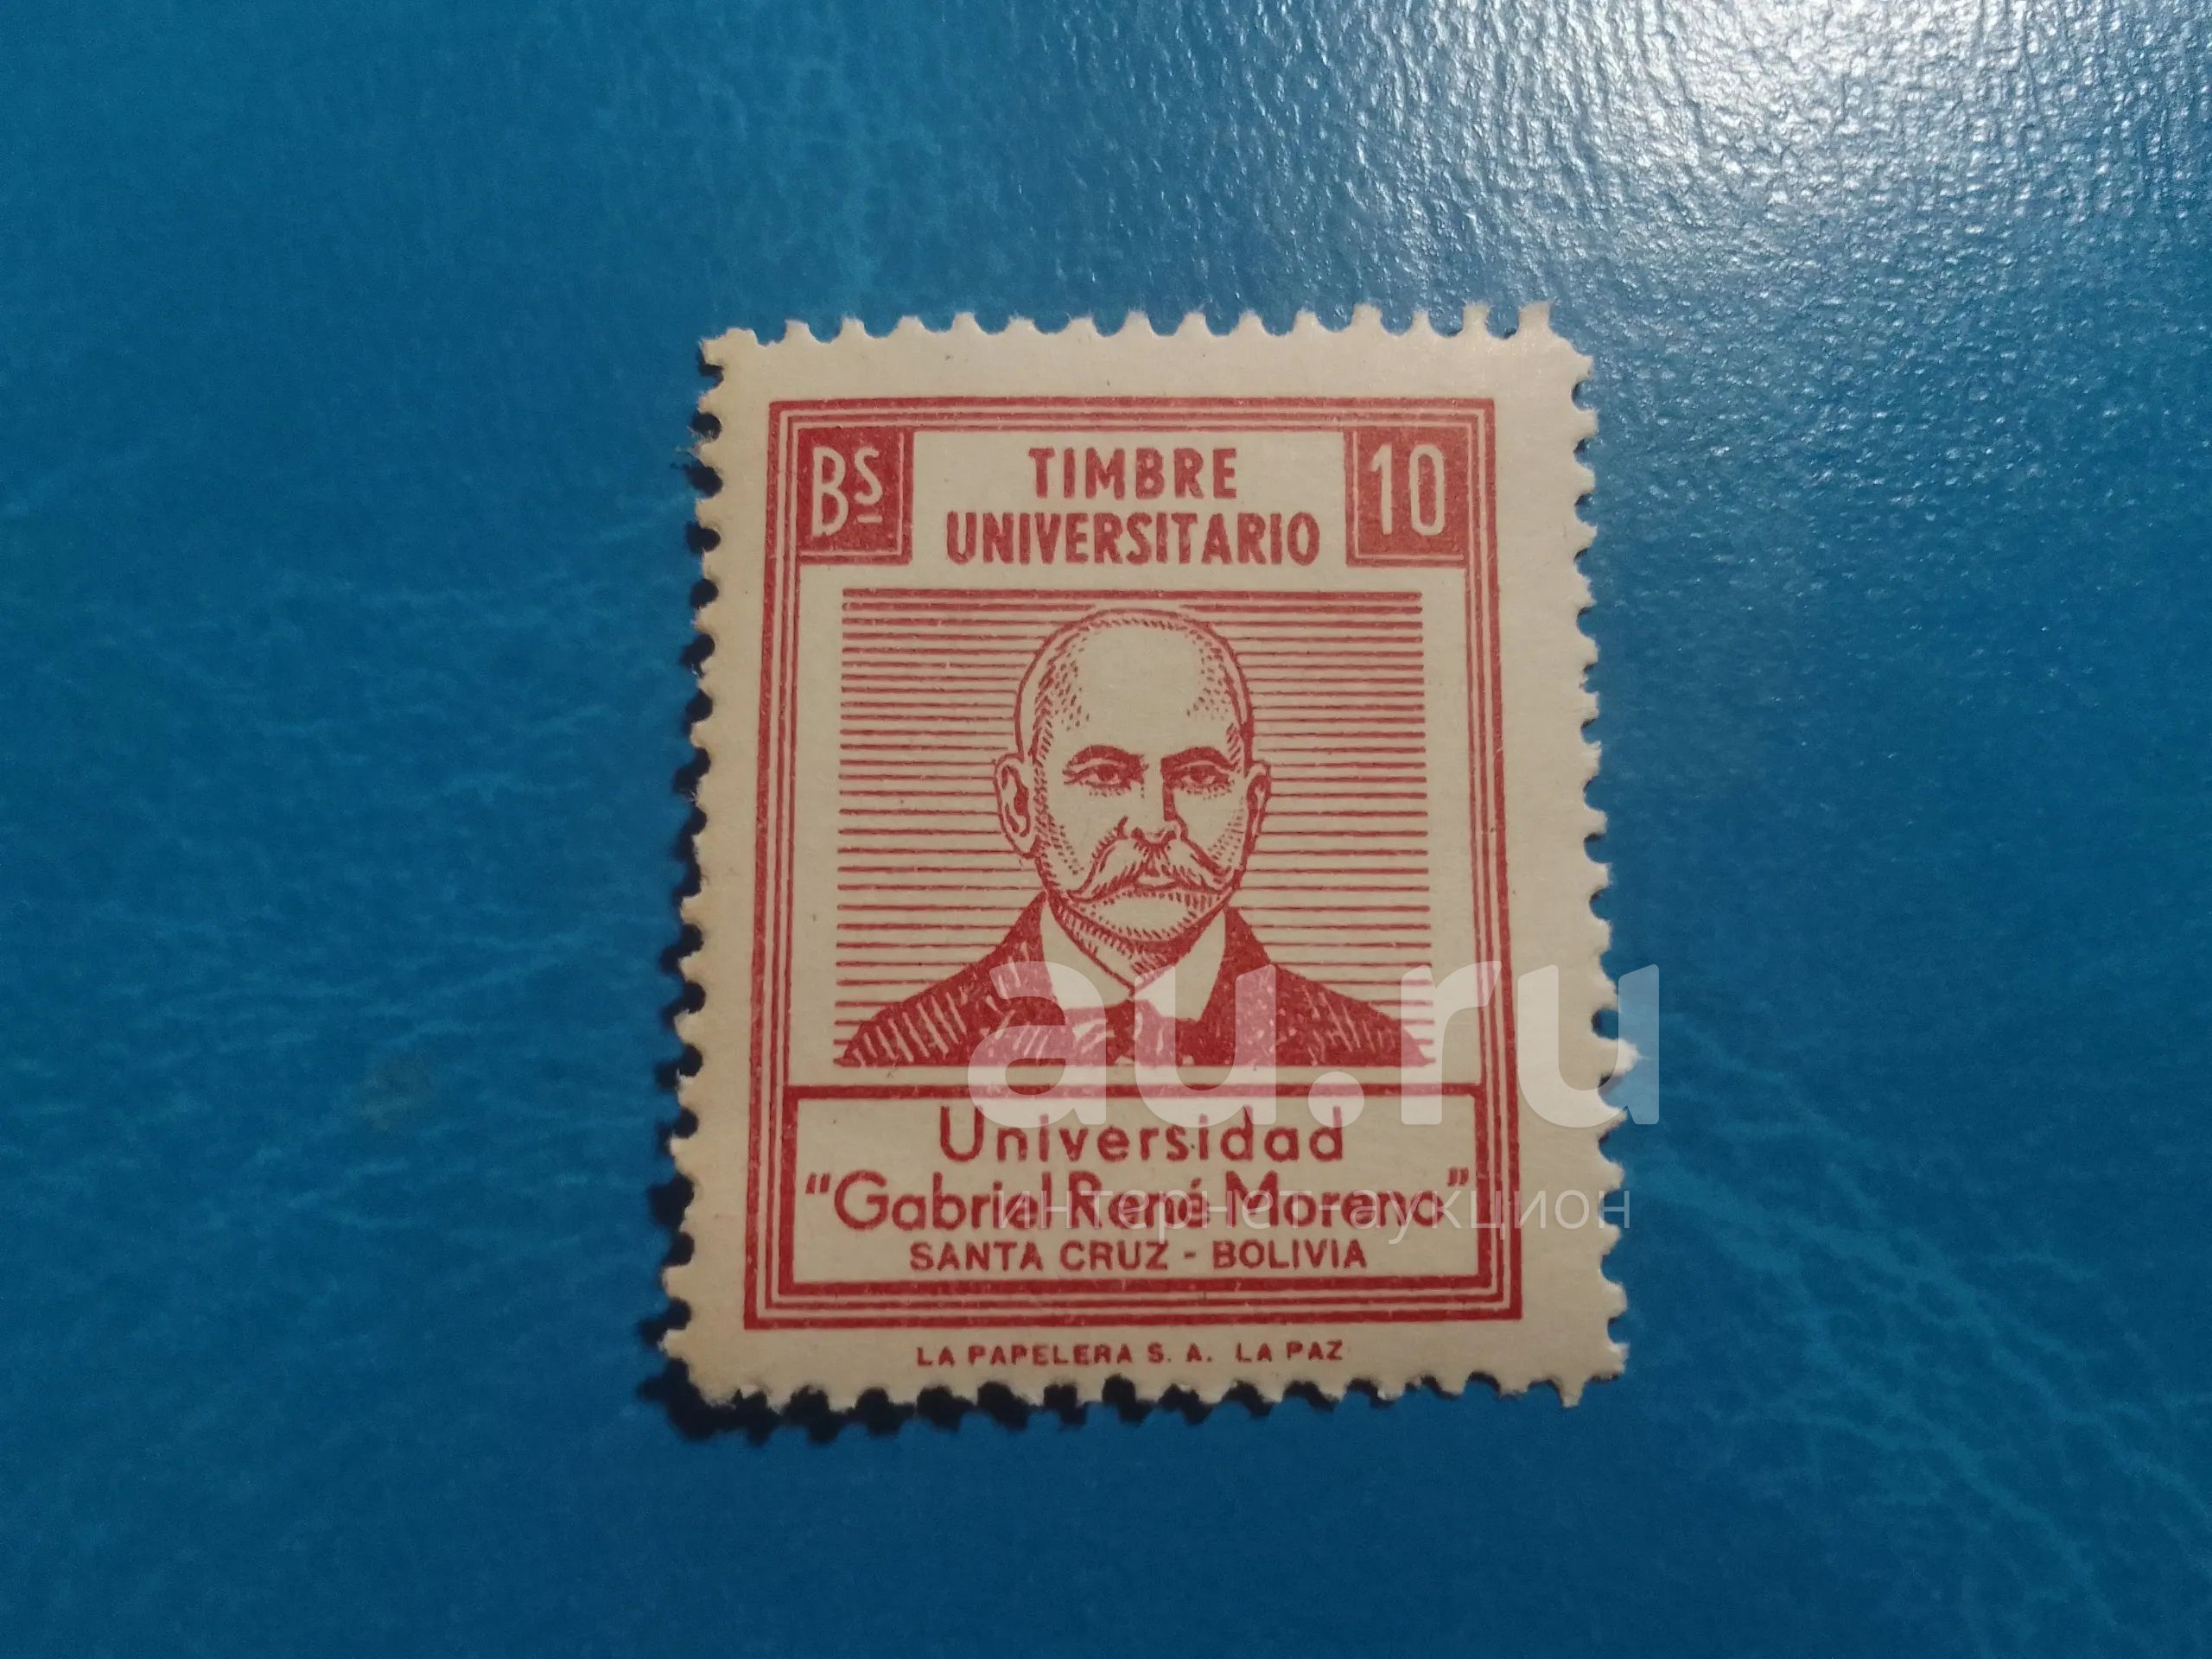 Bs 10
TIMBRE
UNIVERSITARIO
au.ru
Universidad
"Gabriel René Moreno"
интернет-аукцион
SANTA CRUZ - BOLIVIA
LA PAPELERA S. A. LA PAZ